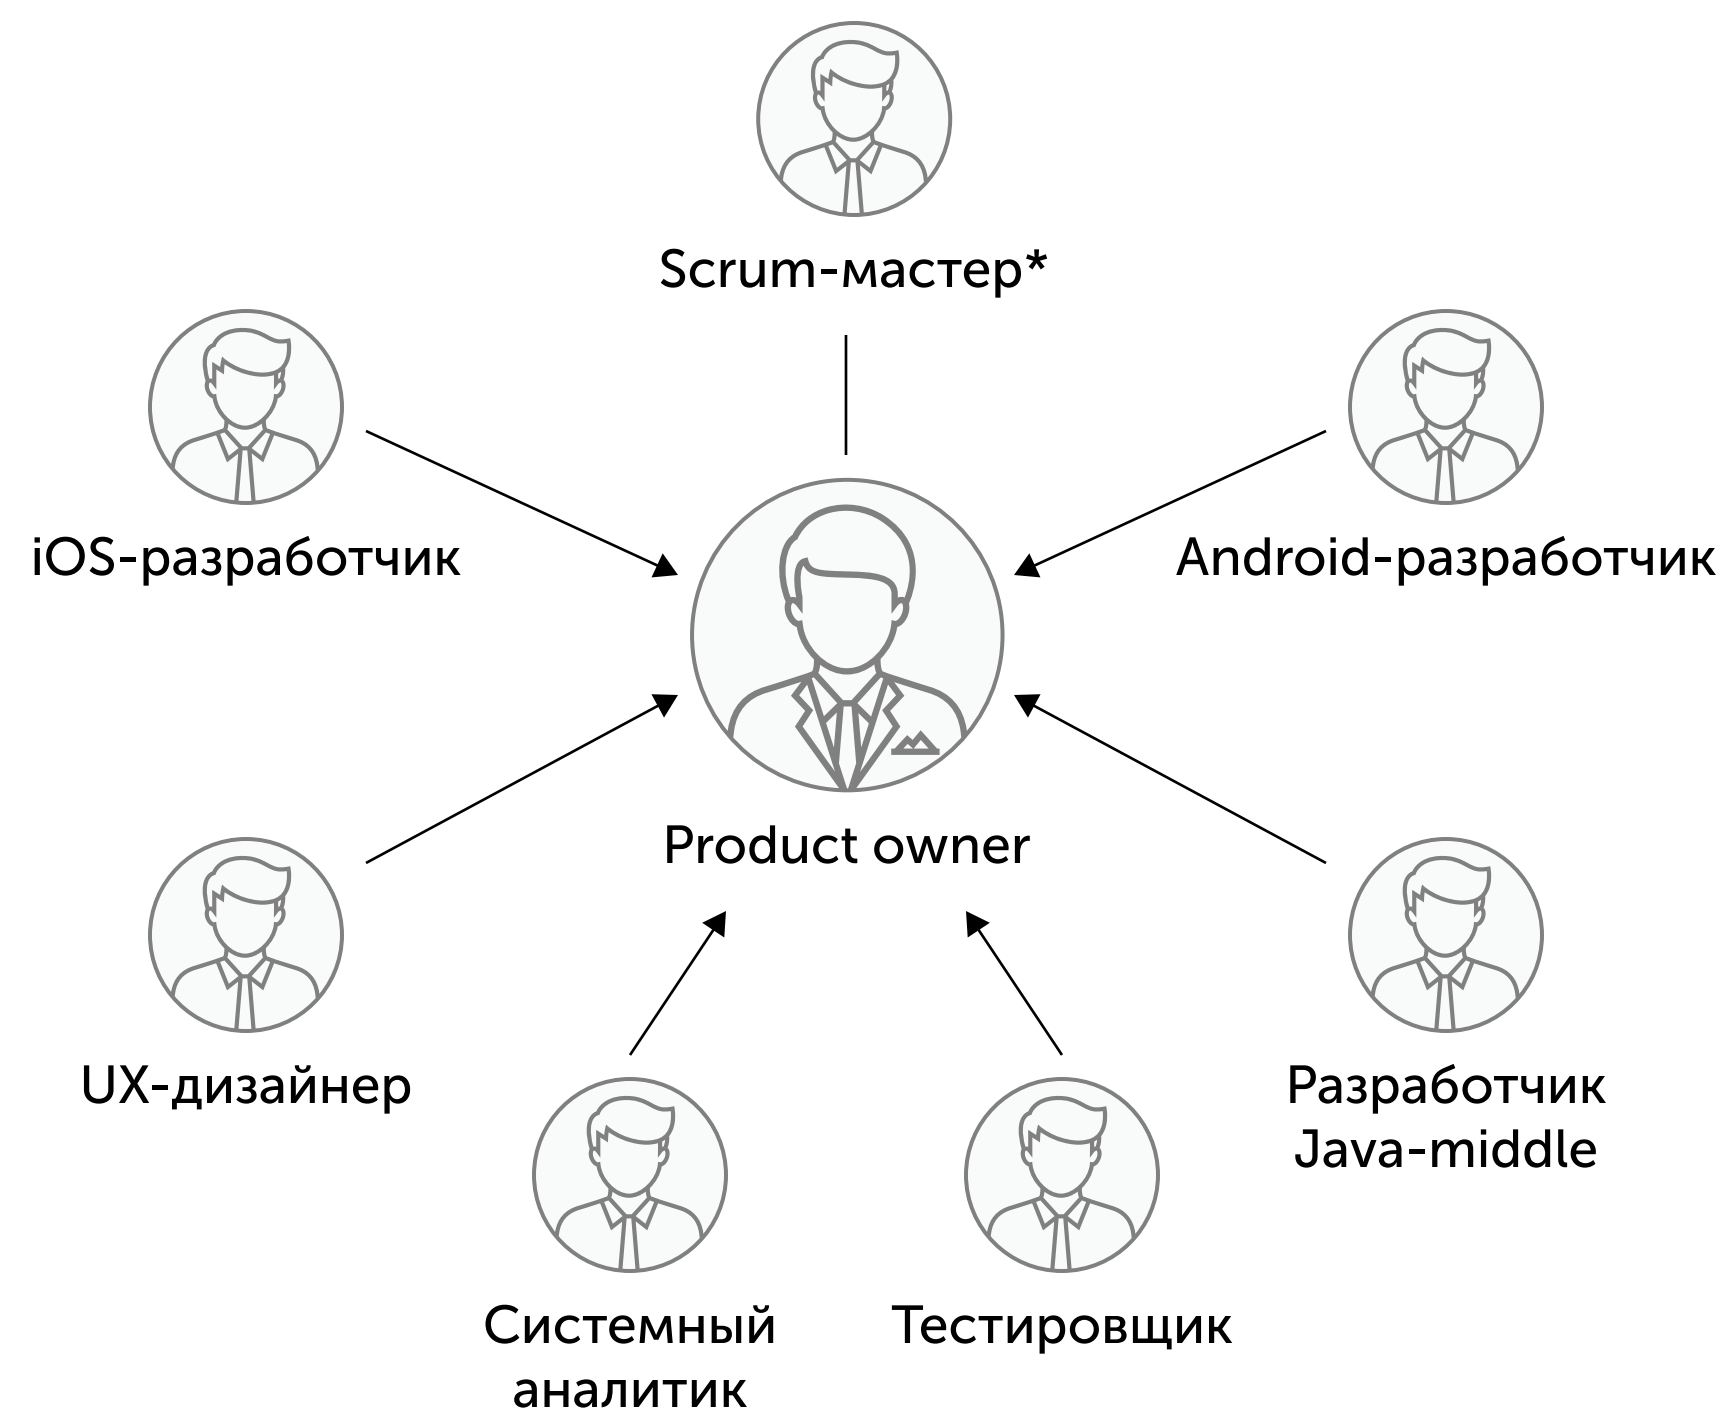 Scrum-мастер*
iOS-разработчик
Android-разработчик
Product owner
UX-дизайнер
Разработчик
Java-middle
Системный
аналитик
Тестировщик